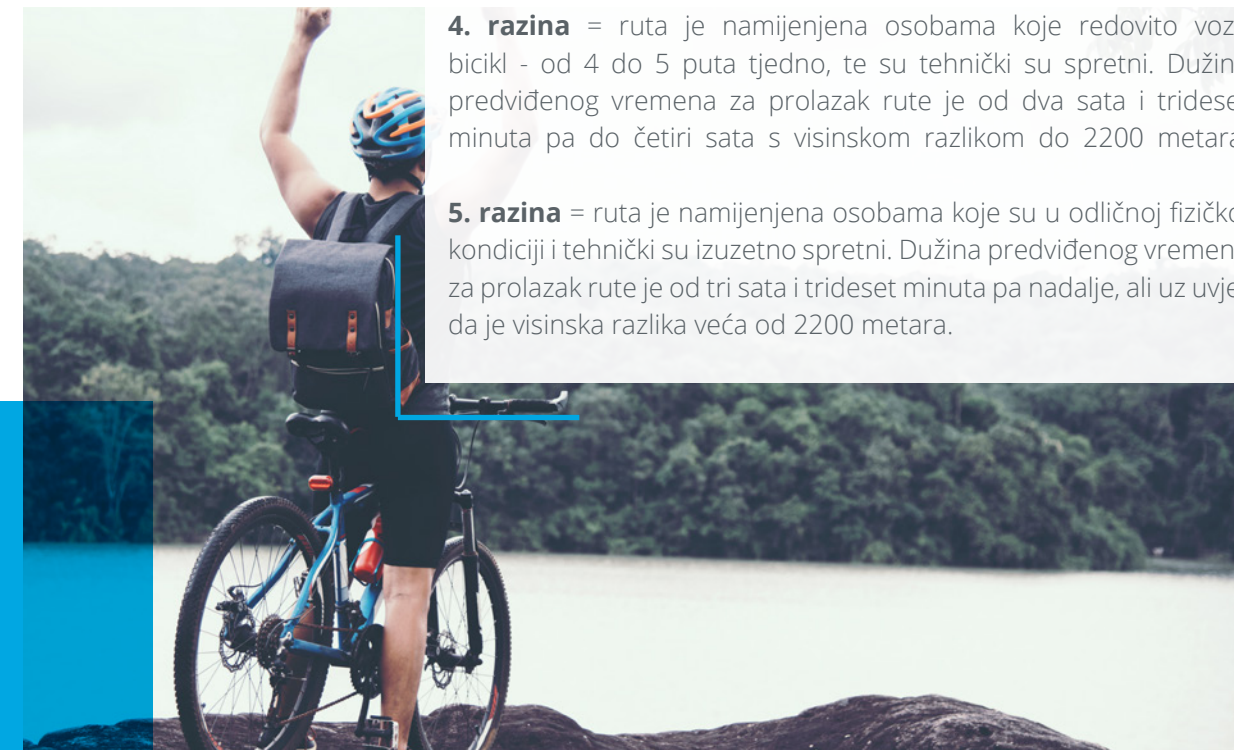 4. razina = ruta je namijenjena osobama koje redovito voz
bicikl - od 4 do 5 puta tjedno, te su tehnički su spretni. Dužin
predviđenog vremena za prolazak rute je od dva sata i tridese
minuta pa do četiri sata s visinskom razlikom do 2200 metara
5. razina = ruta je namijenjena osobama koje su u odličnoj fizičko
kondiciji i tehnički su izuzetno spretni. Dužina predviđenog vremen
za prolazak rute je od tri sata i trideset minuta pa nadalje, ali uz uvje
da je visinska razlika veća od 2200 metara.